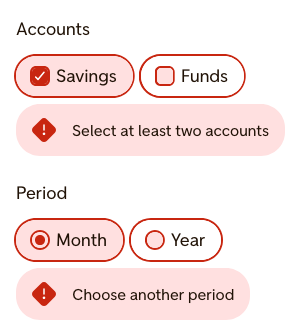 Accounts
Savings Funds
Select at least two accounts
Period
Month Year
Choose another period